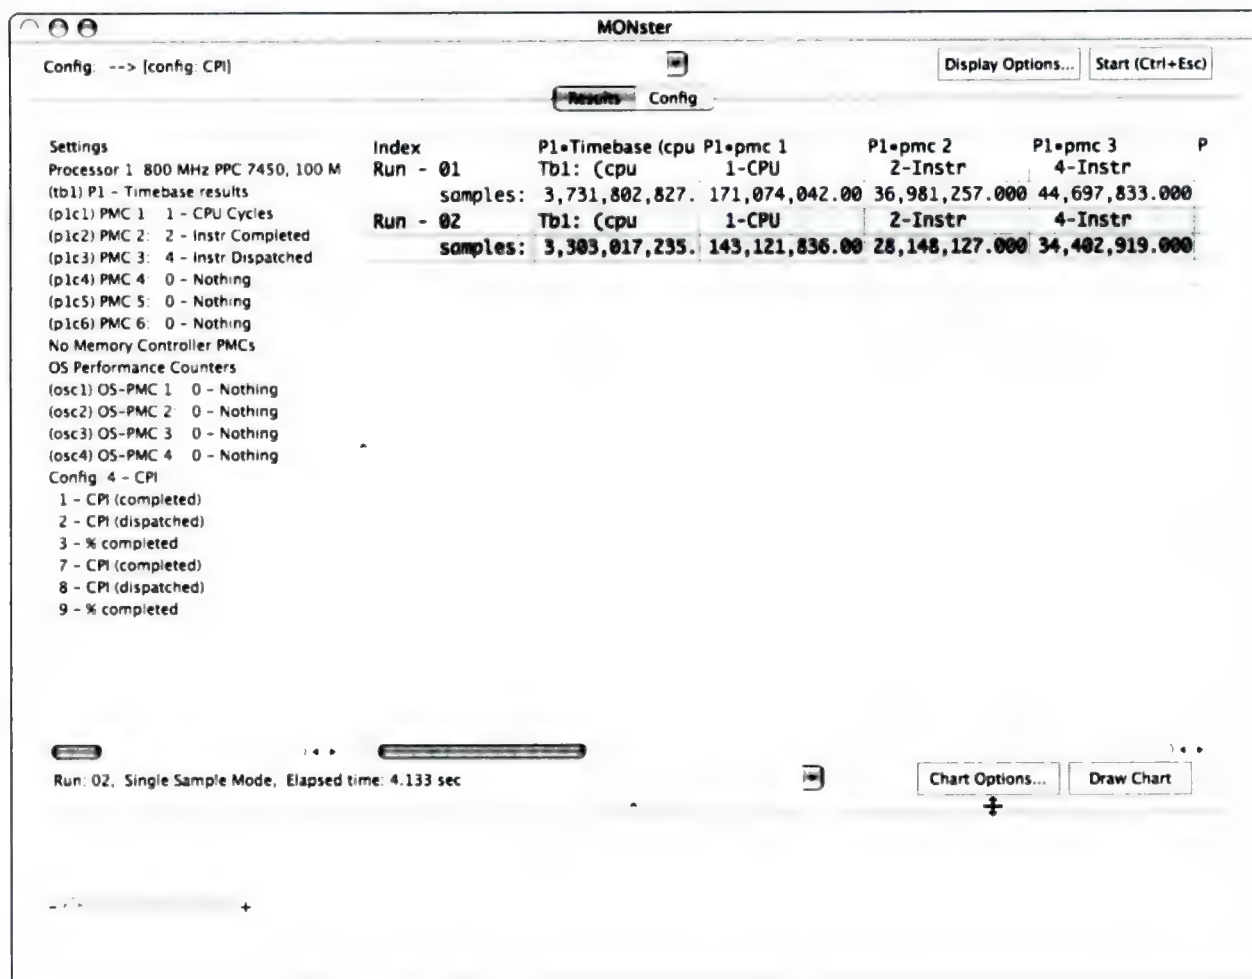 MONster
Config: --> [config: CPI]
Display Options...
Start (Ctrl+Esc)
Results
Config
Settings
Processor 1 800 MHz PPC 7450, 100 M
(tb1) P1 - Timebase results
(p1c1) PMC 1 1 - CPU Cycles
(p1c2) PMC 2: 2 - Instr Completed
(p1c3) PMC 3: 4 - Instr Dispatched
(p1c4) PMC 4 0 - Nothing
(p1c5) PMC 5: 0 - Nothing
(p1c6) PMC 6: 0 - Nothing
No Memory Controller PMCs
OS Performance Counters
(osc1) OS-PMC 1 0 - Nothing
(osc2) OS-PMC 2 0 - Nothing
(osc3) OS-PMC 3 0 - Nothing
(osc4) OS-PMC 4 0 - Nothing
Config 4 - CPI
1 - CPI (completed)
2 - CPI (dispatched)
3 - % completed
7 - CPI (completed)
8 - CPI (dispatched)
9 - % completed
Index P1•Timebase (cpu P1•pmc 1 P1•pmc 2 P1•pmc 3 P
Run - 01 Tb1: (cpu 1-CPU 2-Instr 4-Instr
samples: 3,731,802,827. 171,074,042.00 36,981,257.000 44,697,833.000
Run - 02 Tb1: (cpu 1-CPU 2-Instr 4-Instr
samples: 3,303,017,235. 143,121,836.00 28,148,127.000 34,402,919.000
Run: 02, Single Sample Mode, Elapsed time: 4.133 sec
Chart Options...
Draw Chart
- +